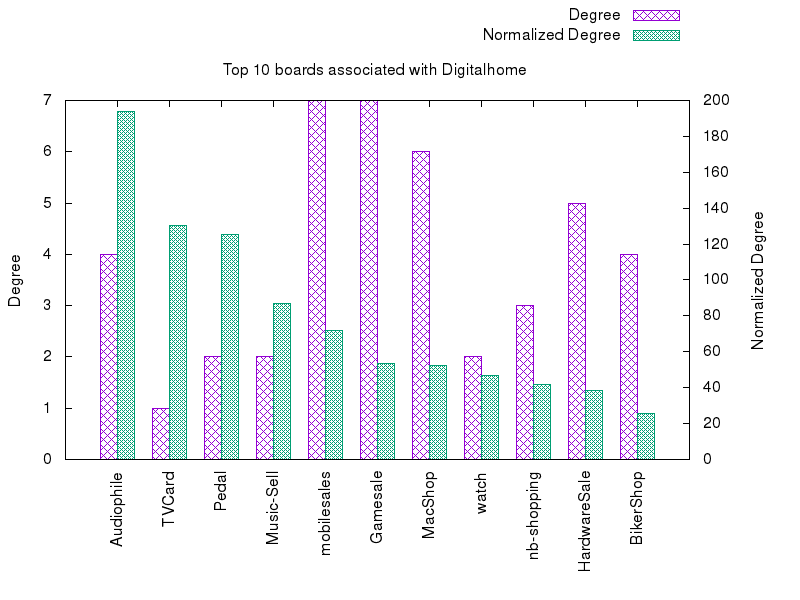 Degree
Normalized Degree
Top 10 boards associated with Digitalhome
7
6
5
4
3
2
1
0
Degree
200
180
160
140
120
100
80
60
40
20
0
Normalized Degree
Audiophile
TVCard
Pedal
Music-Sell
mobilesales
Gamesale
MacShop
watch
nb-shopping
HardwareSale
BikerShop